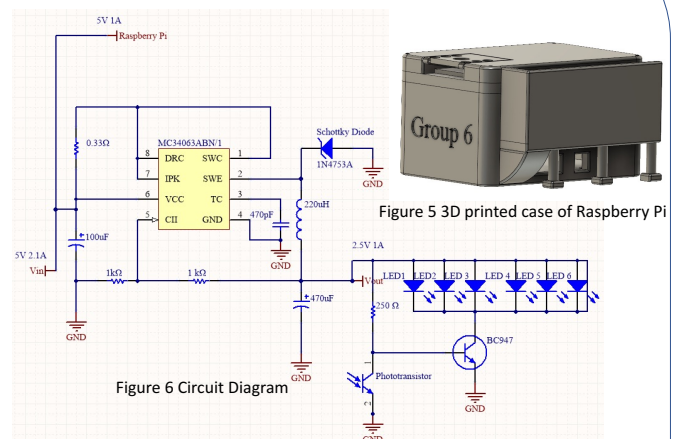 5V 1A
Raspberry Pi
0.33Ω
MC34063ABN/1
8 DRC SWC 1
7 IPK SWE 2
6 VCC TC 3
5 CII GND 4
470pF
GND
Schottky Diode
1N4753A
GND
220uH
100uF
5V 2.1A
Vin
1kΩ
1 kΩ
GND
470uF
GND
2.5V 1A
Vout
LED1 LED2 LED 3 LED 4 LED 5 LED 6
250 Ω
BC947
GND
1
Phototransistor
2
GND
Figure 6 Circuit Diagram
Group 6
Figure 5 3D printed case of Raspberry Pi